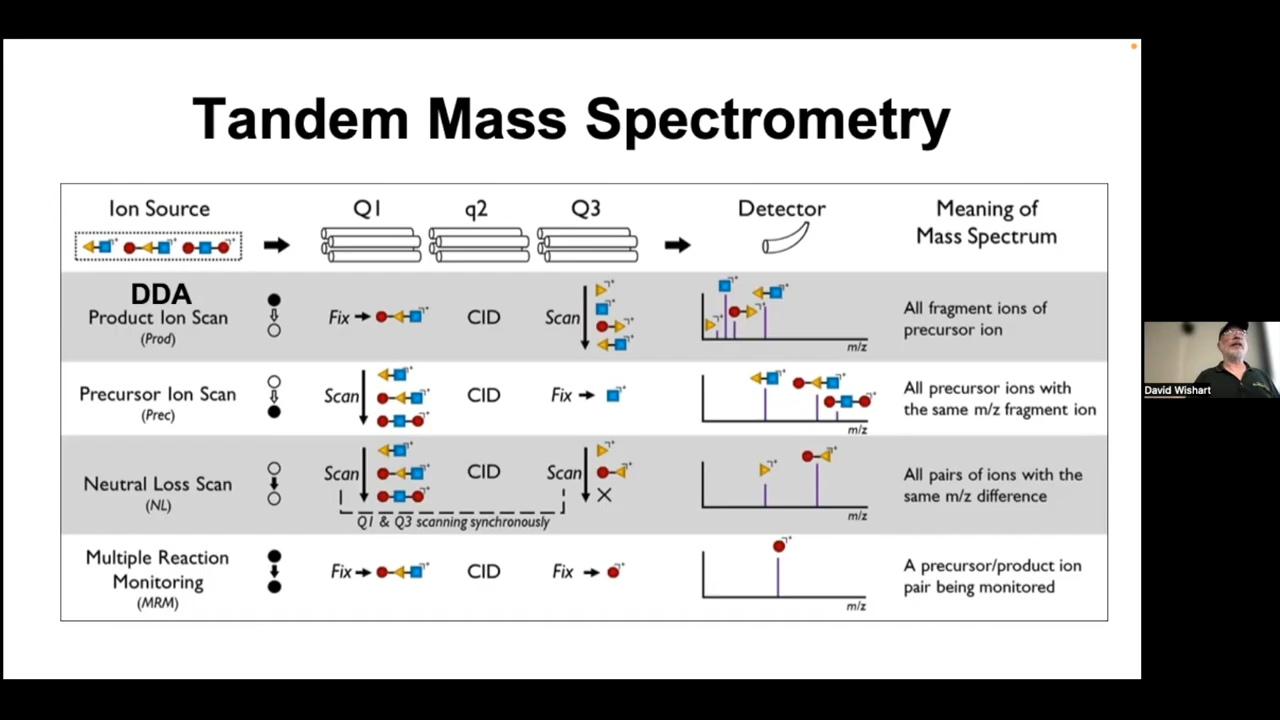 Tandem Mass Spectrometry
Ion Source
Q1
q2
Q3
Detector
Meaning of
Mass Spectrum
DDA
Product Ion Scan
(Prod)
Fix
CID
Scan
m/z
All fragment ions of
precursor ion
Precursor Ion Scan
(Prec)
Scan
CID
Fix
m/z
All precursor ions with
the same m/z fragment ion
Neutral Loss Scan
(NL)
Scan
CID
Scan
Q1 & Q3 scanning synchronously
m/z
All pairs of ions with the
same m/z difference
Multiple Reaction
Monitoring
(MRM)
Fix
CID
Fix
m/z
A precursor/product ion
pair being monitored
David Wishart